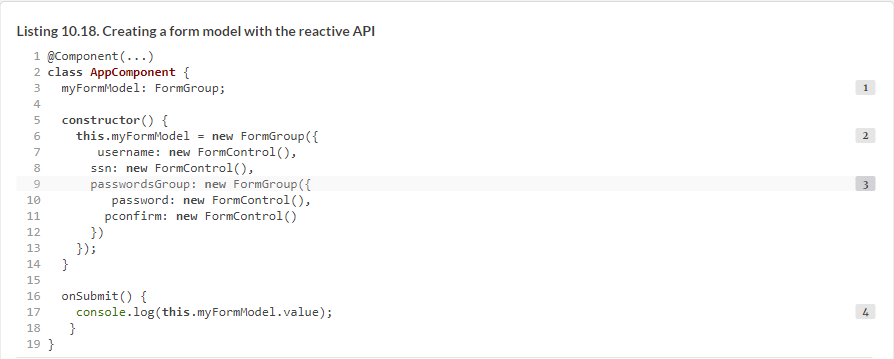 Listing 10.18. Creating a form model with the reactive API
1 @Component(...)
2 class AppComponent {
3   myFormModel: FormGroup; 1
4
5   constructor() {
6     this.myFormModel = new FormGroup({ 2
7        username: new FormControl(),
8       ssn: new FormControl(),
9       passwordsGroup: new FormGroup({ 3
10          password: new FormControl(),
11         pconfirm: new FormControl()
12       })
13     });
14   }
15
16   onSubmit() {
17     console.log(this.myFormModel.value); 4
18    }
19 }